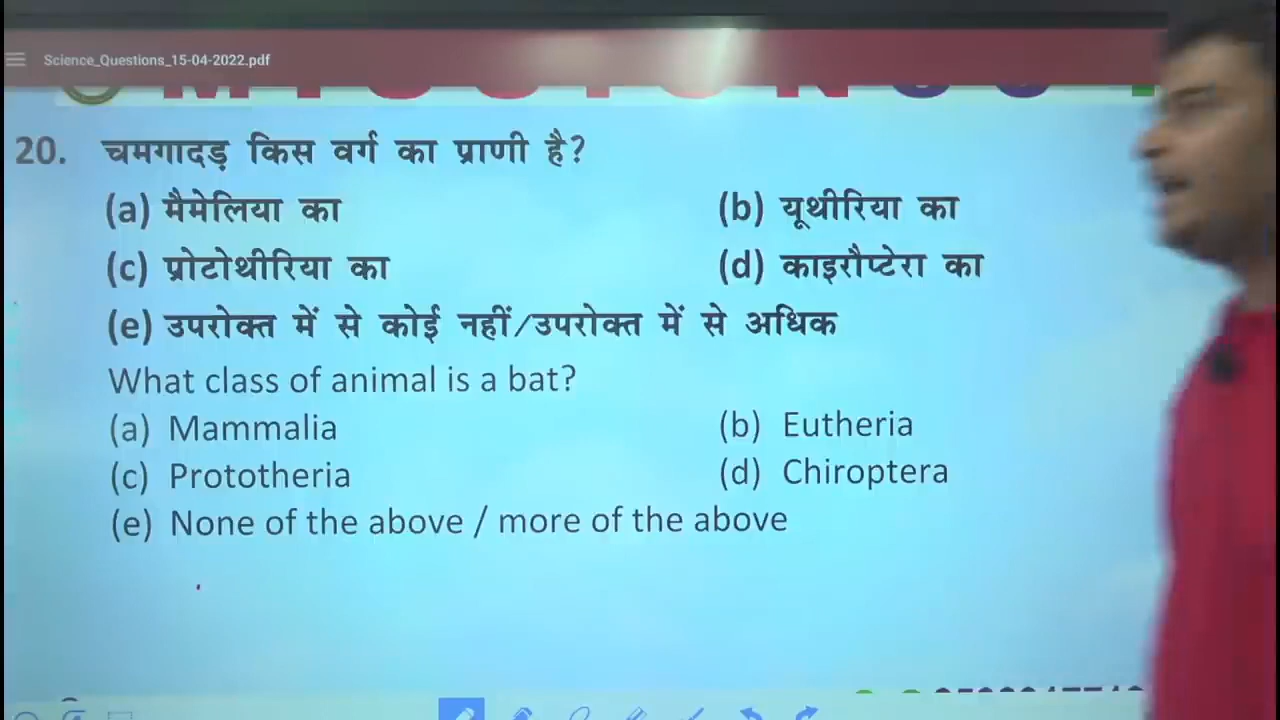 Science_Questions_15-04-2022.pdf
20. चमगादड़ किस वर्ग का प्राणी है?
(a) मैमेलिया का (b) यूथीरिया का
(c) प्रोटोथीरिया का (d) काइरौप्टेरा का
(e) उपरोक्त में से कोई नहीं/उपरोक्त में से अधिक
What class of animal is a bat?
(a) Mammalia (b) Eutheria
(c) Prototheria (d) Chiroptera
(e) None of the above / more of the above